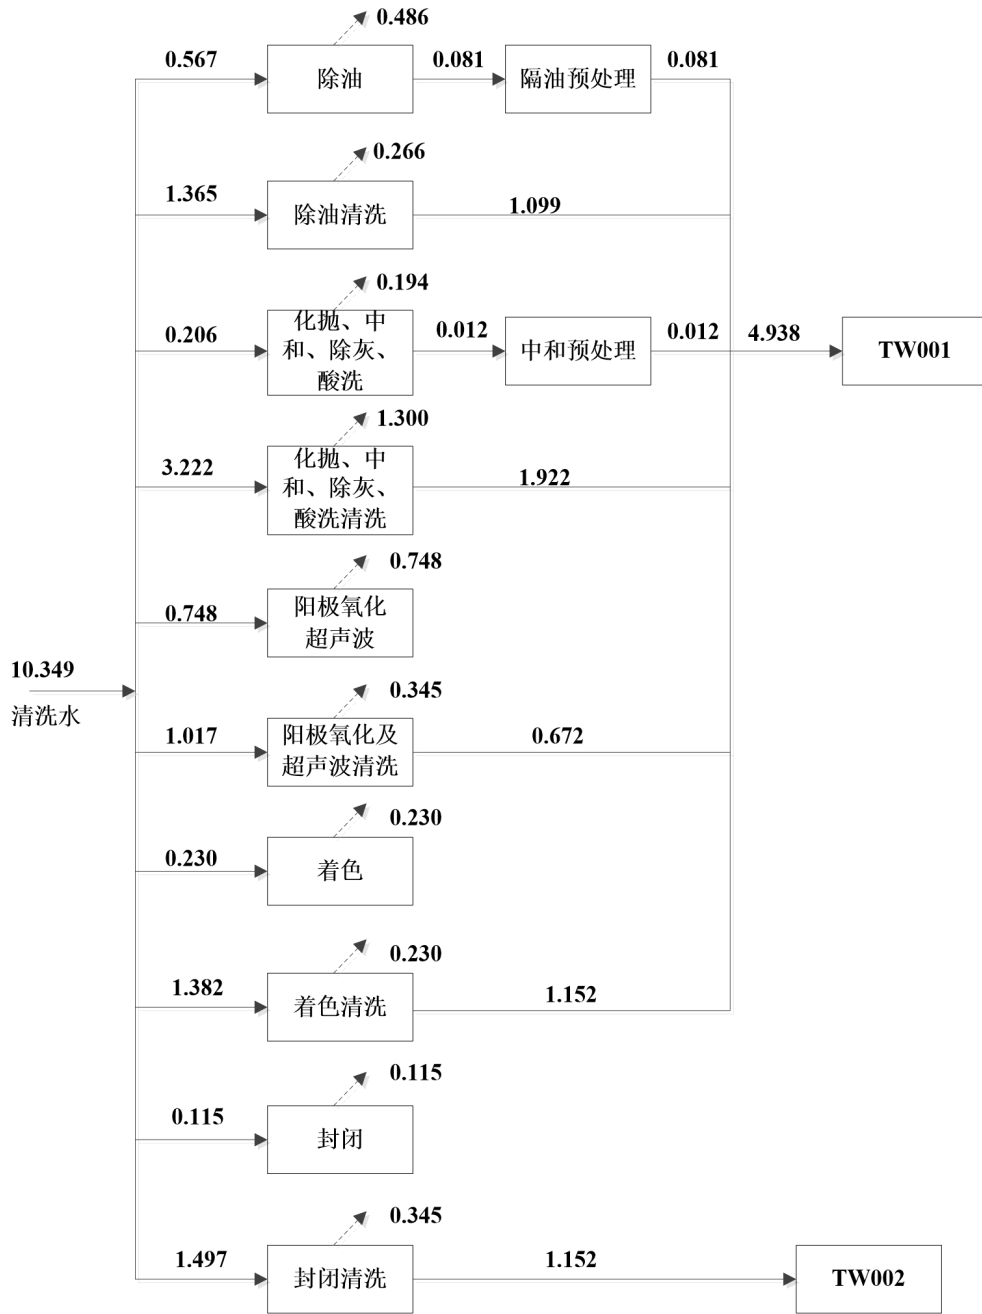 0.486
0.567
除油
0.081
隔油预处理
0.081
0.266
1.365
除油清洗
1.099
0.194
0.206
化抛、中
和、除灰、
酸洗
0.012
中和预处理
0.012
4.938
TW001
1.300
3.222
化抛、中
和、除灰、
酸洗清洗
1.922
0.748
0.748
阳极氧化
超声波
10.349
清洗水
0.345
1.017
阳极氧化及
超声波清洗
0.672
0.230
0.230
着色
0.230
1.382
着色清洗
1.152
0.115
0.115
封闭
0.345
1.497
封闭清洗
1.152
TW002